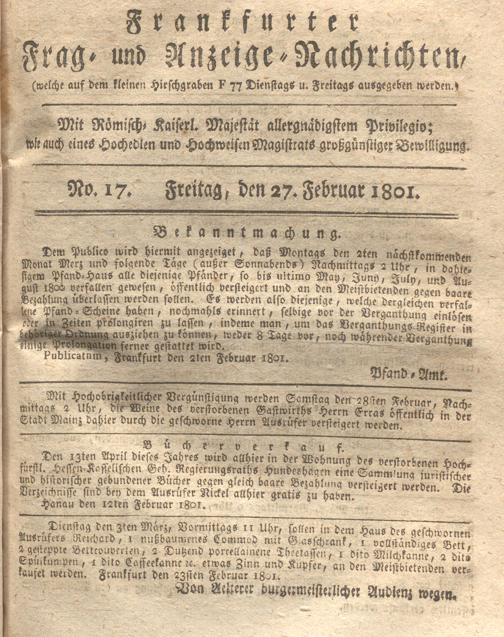 Frankfurter
Frag- und Anzeige-Nachrichten,
(welche auf dem kleinen Hirschgraben F 77 Dienstags u. Freitags ausgegeben werden.)
Mit Römisch-Kaiserl. Majestät allergnädigstem Privilegio;
wie auch eines Hochedlen und Hochweisen Magistrats großgünstiger Bewilligung.
No. 17. Freitag, den 27. Februar 1801.
Bekanntmachung.
Dem Publico wird hiermit angezeiget, daß Montags den 2ten nächstkommenden
Monat Merz und folgende Täge (außer Sonnabends) Nachmittags 2 Uhr, in dahie-
sigem Pfand-Haus alle diejenige Pfänder, so bis ultimo May, Juny, July, und Au-
gust 1800 verfallen gewesen, öffentlich versteigert und an den Meistbietenden gegen baare
Bezahlung überlassen werden sollen. Es werden also diejenige, welche dergleichen verfal-
lene Pfand-Scheine haben, nochmahls erinnert, selbige vor der Verganthung einlösen
oder in Zeiten prolongiren zu lassen, indeme man, um das Verganthungs-Register in
behöriger Ordnung ausziehen zu können, weder 8 Tage vor, noch während der Verganthung
einige Prolongation ferner gestattet wird.
Publicatum, Frankfurt den 2ten Februar 1801.
Pfand-Amt.
Mit Hochobrigkeitlicher Vergünstigung werden Samstag den 28sten Februar, Nach-
mittags 2 Uhr, die Weine des verstorbenen Gastwirths Herrn Erras öffentlich in der
Stadt Mainz dahier durch die geschworne Herrn Ausrüfer versteigert werden.
Bücherverkauf.
Den 13ten April dieses Jahres wird allhier in der Wohnung des verstorbenen Hoch-
fürstl. Hessen-Kasselischen Geh. Regierungsraths Hundeshagen eine Sammlung juristischer
und historischer gebundener Bücher gegen gleich baare Bezahlung versteigert werden. Die
Verzeichnisse sind bey dem Ausrüfer Nickel allhier gratis zu haben.
Hanau den 12ten Februar 1801.
Dienstag den 3ten März, Vormittags 11 Uhr, sollen in dem Haus des geschwornen
Ausrüfers Reichard, 1 nußbaumenes Commod mit Glasschrank, 1 vollständiges Bett,
2 gesteppte Bettcouverten, 2 Dutzend porcellainene Theetassen, 1 dito Milchkanne, 2 dito
Spülkumpen, 1 dito Caffeekanne ꝛc. etwas Zinn und Kupfer, an den Meistbietenden ver-
kaufet werden. Frankfurt den 23sten Februar 1801.
Von Aelterer burgermeisterlicher Audienz wegen.